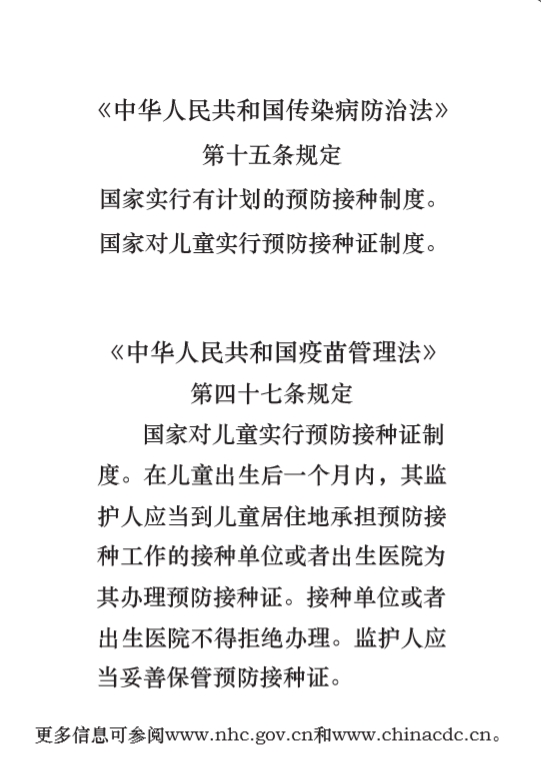 《中华人民共和国传染病防治法》
第十五条规定
国家实行有计划的预防接种制度。
国家对儿童实行预防接种证制度。
《中华人民共和国疫苗管理法》
第四十七条规定
国家对儿童实行预防接种证制
度。在儿童出生后一个月内，其监
护人应当到儿童居住地承担预防接
种工作的接种单位或者出生医院为
其办理预防接种证。接种单位或者
出生医院不得拒绝办理。监护人应
当妥善保管预防接种证。
更多信息可参阅www.nhc.gov.cn和www.chinacdc.cn。